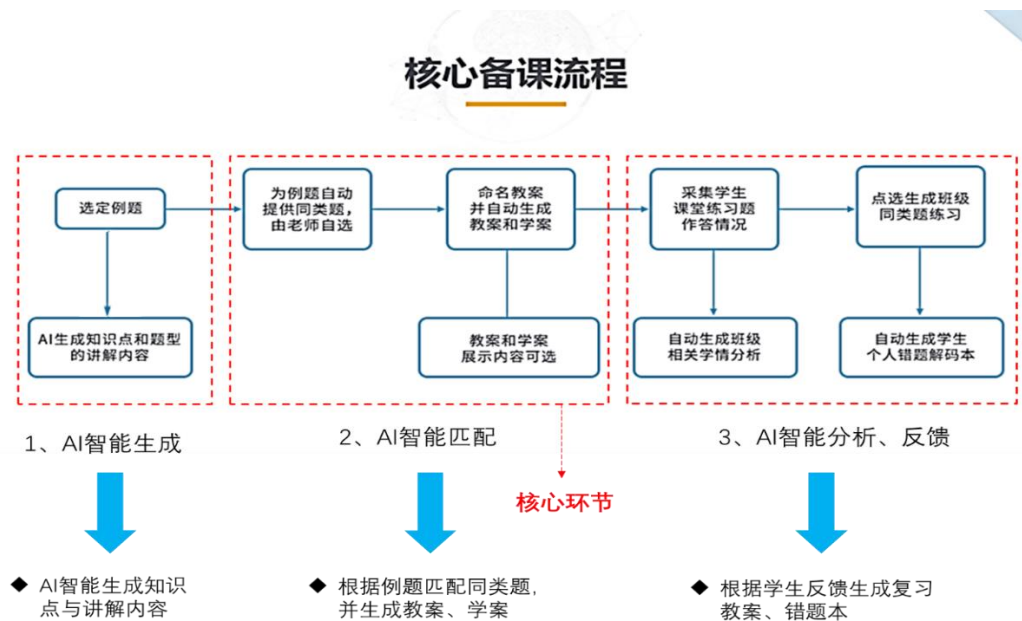 核心备课流程
选定例题
为例题自动
提供同类题，
由老师自选
命名教案
并自动生成
教案和学案
采集学生
课堂练习题
作答情况
点选生成班级
同类题练习
AI生成知识点和题型
的讲解内容
教案和学案
展示内容可选
自动生成班级
相关学情分析
自动生成学生
个人错题解码本
1、AI智能生成
2、AI智能匹配
3、AI智能分析、反馈
核心环节
◆ AI智能生成知识
点与讲解内容
◆ 根据例题匹配同类题，
并生成教案、学案
◆ 根据学生反馈生成复习
教案、错题本